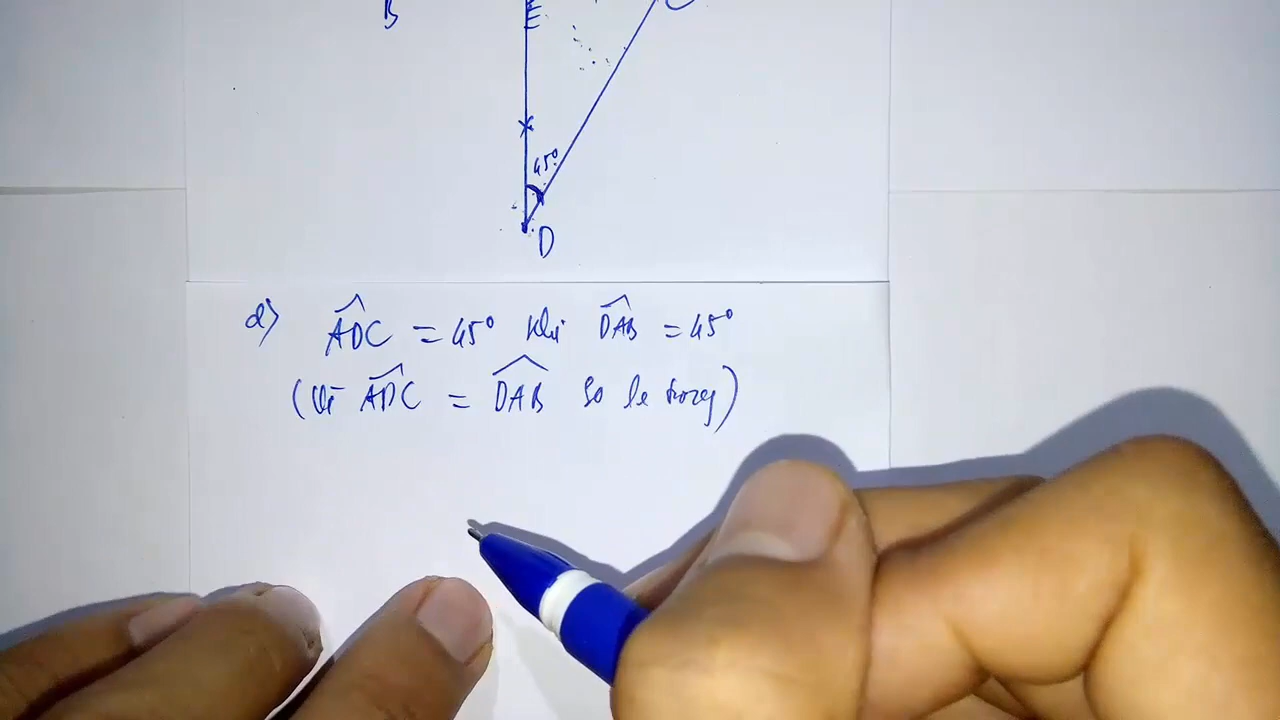 B
E
C
45°
D
d) ADC = 45° khi DAB = 45°
(Vì ADC = DAB so le trong)